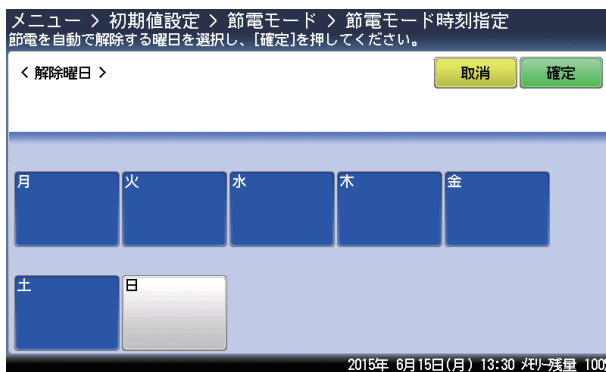 メニュー > 初期値設定 > 節電モード > 節電モード時刻指定
節電を自動で解除する曜日を選択し、[確定]を押してください。
< 解除曜日 >
取消 確定
月 火 水 木 金
土 日
2015年 6月15日(月) 13:30 メモリー残量 100